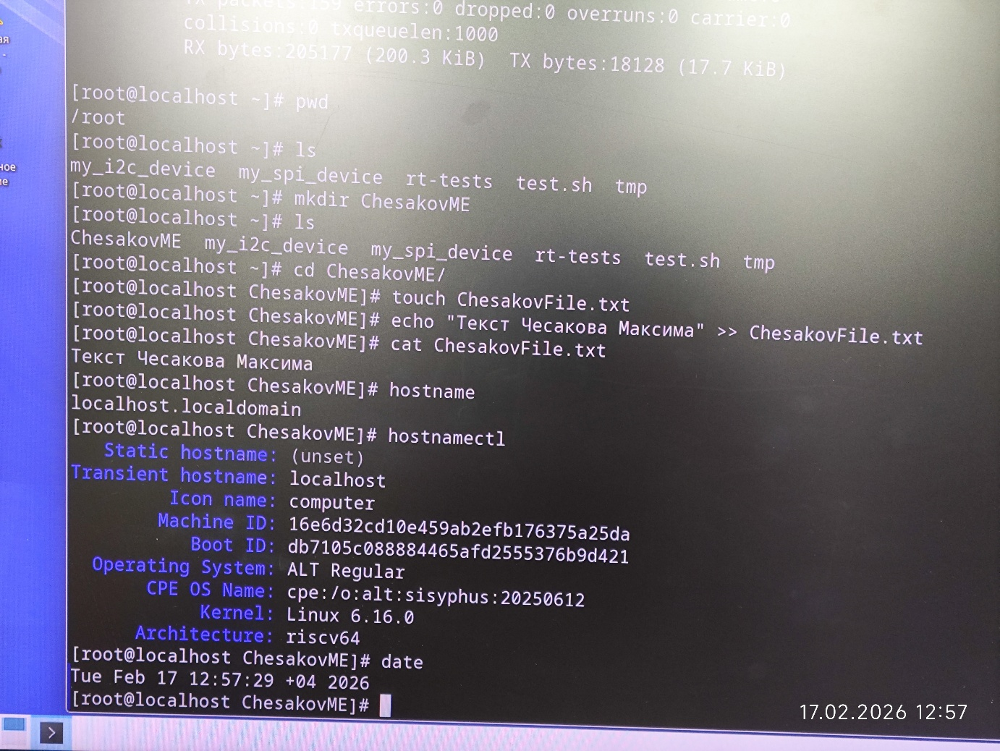 TX packets:159 errors:0 dropped:0 overruns:0 carrier:0
collisions:0 txqueuelen:1000
RX bytes:205177 (200.3 KiB)  TX bytes:18128 (17.7 KiB)
[root@localhost ~]# pwd
/root
[root@localhost ~]# ls
my_i2c_device  my_spi_device  rt-tests  test.sh  tmp
[root@localhost ~]# mkdir ChesakovME
[root@localhost ~]# ls
ChesakovME  my_i2c_device  my_spi_device  rt-tests  test.sh  tmp
[root@localhost ~]# cd ChesakovME/
[root@localhost ChesakovME]# touch ChesakovFile.txt
[root@localhost ChesakovME]# echo "Текст Чесакова Максима" >> ChesakovFile.txt
[root@localhost ChesakovME]# cat ChesakovFile.txt
Текст Чесакова Максима
[root@localhost ChesakovME]# hostname
localhost.localdomain
[root@localhost ChesakovME]# hostnamectl
Static hostname: (unset)
Transient hostname: localhost
Icon name: computer
Machine ID: 16e6d32cd10e459ab2efb176375a25da
Boot ID: db7105c088884465afd2555376b9d421
Operating System: ALT Regular
CPE OS Name: cpe:/o:alt:sisyphus:20250612
Kernel: Linux 6.16.0
Architecture: riscv64
[root@localhost ChesakovME]# date
Tue Feb 17 12:57:29 +04 2026
[root@localhost ChesakovME]#
17.02.2026 12:57